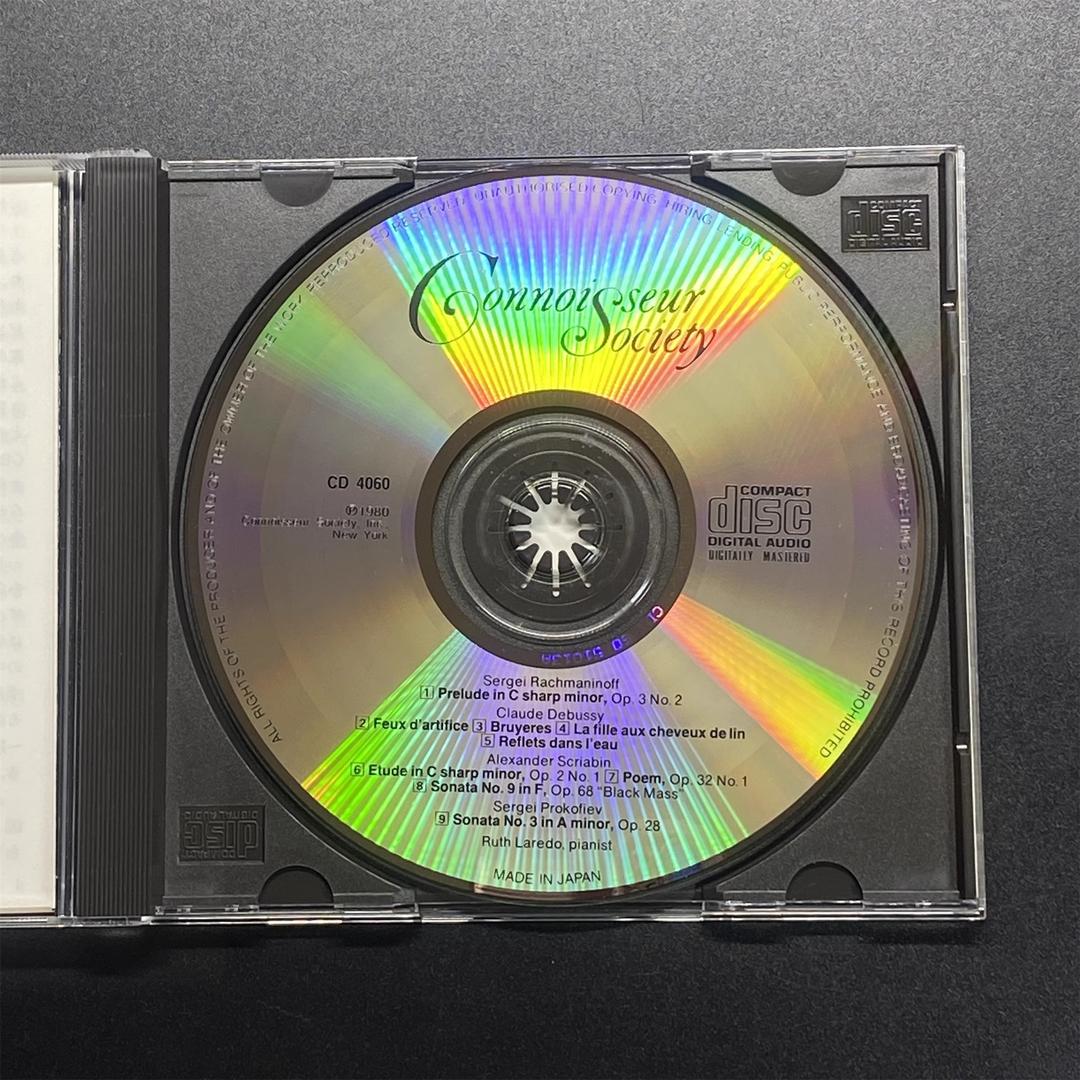 COMPACT
disc
DIGITAL AUDIO
ALL RIGHTS OF THE PRODUCER AND OF THE OWNER OF THE WORK REPRODUCED RESERVED UNAUTHORISED COPYING, HIRING, LENDING, PUBLIC PERFORMANCE AND BROADCASTING OF THIS RECORD PROHIBITED
Connoisseur
Society
CD 4060
℗1980
Connoisseur Society, Inc.,
New York
COMPACT
disc
DIGITAL AUDIO
DIGITALLY MASTERED
Sergei Rachmaninoff
1 Prelude in C sharp minor, Op. 3 No. 2
Claude Debussy
2 Feux d'artifice 3 Bruyeres 4 La fille aux cheveux de lin
5 Reflets dans l'eau
Alexander Scriabin
6 Etude in C sharp minor, Op. 2 No. 1 7 Poem, Op. 32 No. 1
8 Sonata No. 9 in F, Op. 68 "Black Mass"
Sergei Prokofiev
9 Sonata No. 3 in A minor, Op. 28
Ruth Laredo, pianist
MADE IN JAPAN
COMPACT
disc
DIGITAL AUDIO